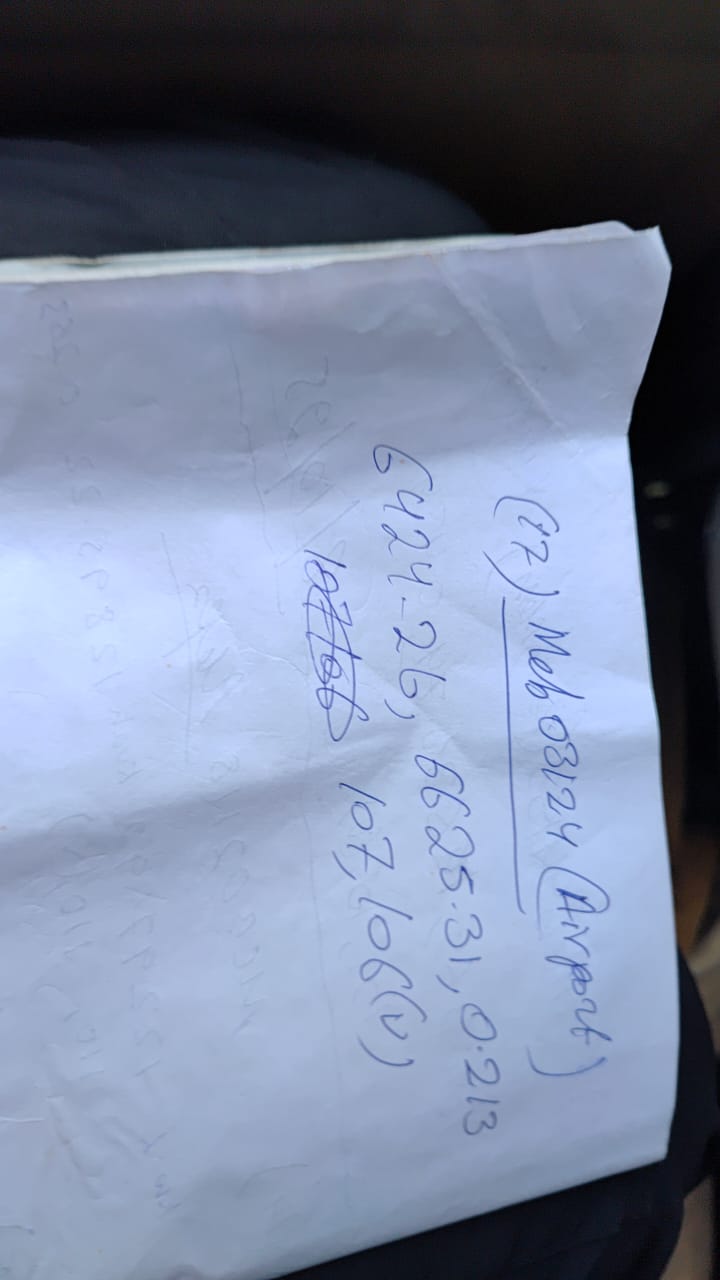 (17) Meb 03124 (Airport)
6424-26, 6625.31, 0.213
107, 106(v)